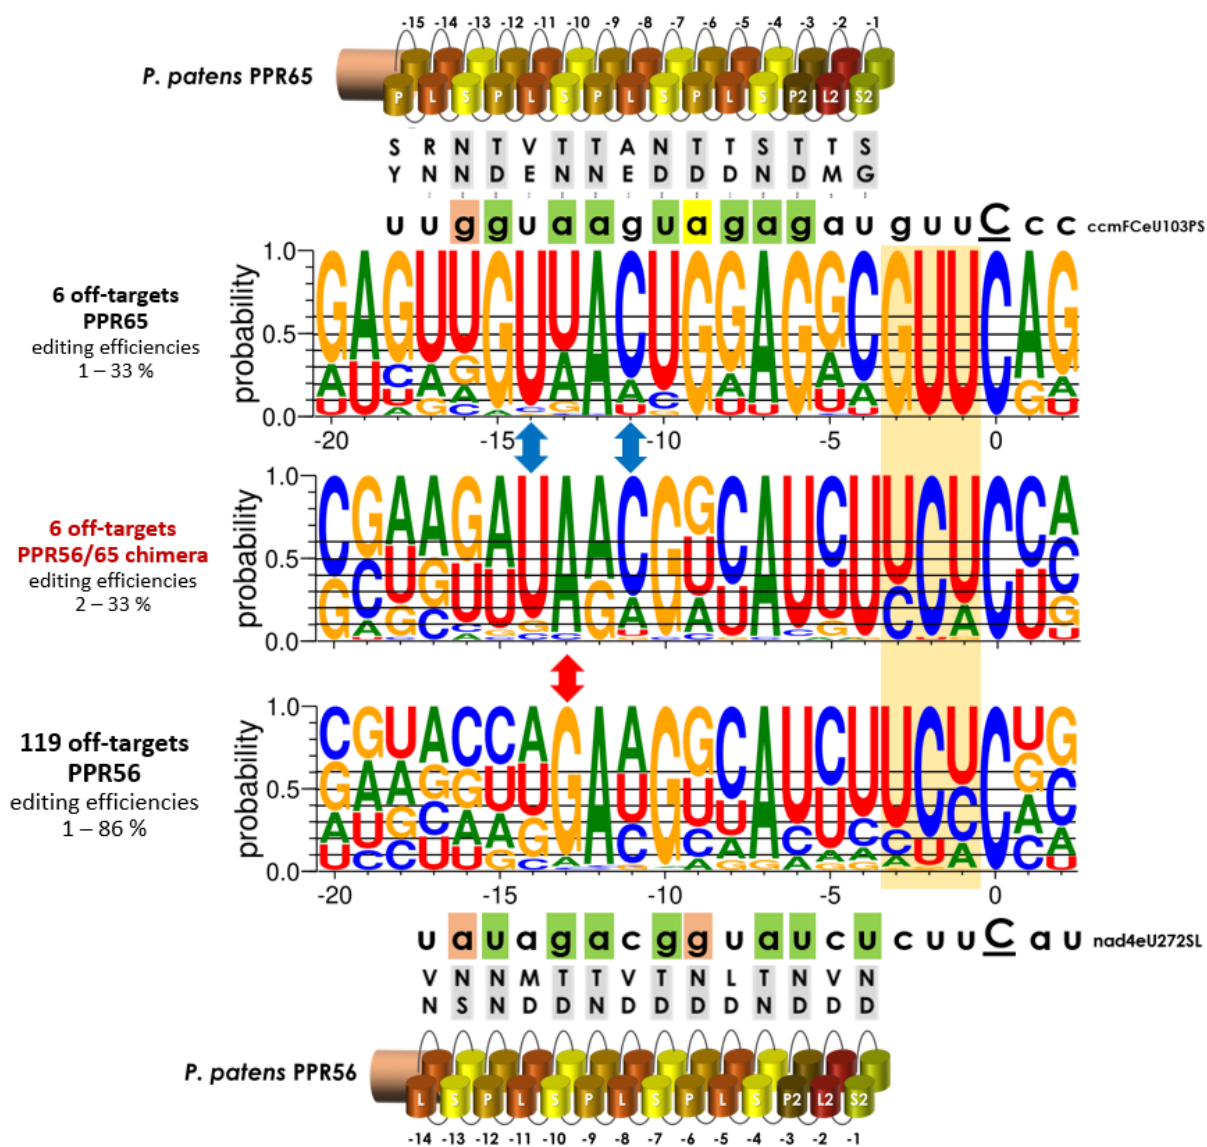 -15 -14 -13 -12 -11 -10 -9 -8 -7 -6 -5 -4 -3 -2 -1
P. patens PPR65
P L S P L S P L S P L S P2 L2 S2
S R N T V T T A N T T S T T S
Y N N D E N N E D D D N D M G
u u g g u a a g u a g a g a u g u u C c c ccmFCeU103PS
6 off-targets
PPR65
editing efficiencies
1 – 33 %
probability
1.0
0.5
0.0
-20 -15 -10 -5 0
6 off-targets
PPR56/65 chimera
editing efficiencies
2 – 33 %
probability
1.0
0.5
0.0
119 off-targets
PPR56
editing efficiencies
1 – 86 %
probability
1.0
0.5
0.0
-20 -15 -10 -5 0
u a u a g a c g g u a u c u c u u C a u nad4eU272SL
V N N M T T V T N L T N V N
N S N D D N D D D D N D D D
P. patens PPR56
L S P L S P L S P L S P2 L2 S2
-14 -13 -12 -11 -10 -9 -8 -7 -6 -5 -4 -3 -2 -1